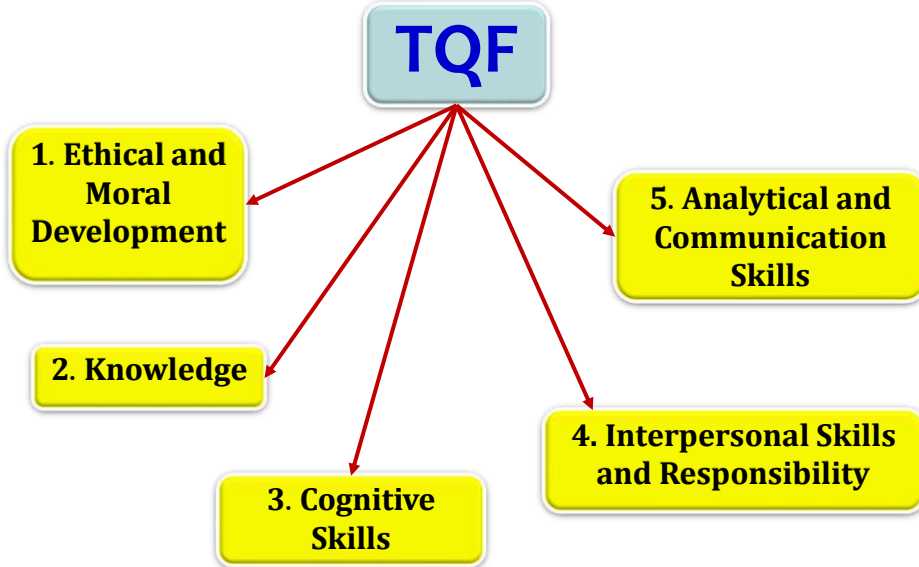 TQF
1. Ethical and
Moral
Development
2. Knowledge
3. Cognitive
Skills
4. Interpersonal Skills
and Responsibility
5. Analytical and
Communication
Skills